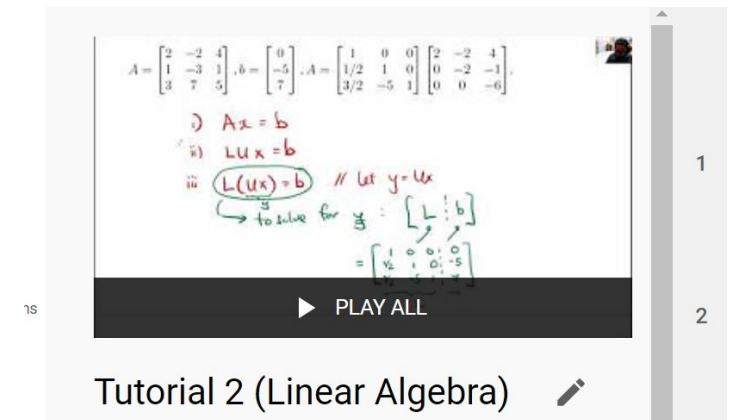 A = [2 -2 4; 1 -3 1; 3 7 5], b = [0; -5; 7], A = [1 0 0; 1/2 1 0; 3/2 -5 1] [2 -2 4; 0 -2 -1; 0 0 -6].
i) Ax = b
ii) LUx = b
iii L(Ux) = b // let y = Ux
y
to solve for y : [L ⋮ b]
= [1 0 0 ⋮ 0
1/2 1 0 ⋮ -5
PLAY ALL
1
ns
2
Tutorial 2 (Linear Algebra)